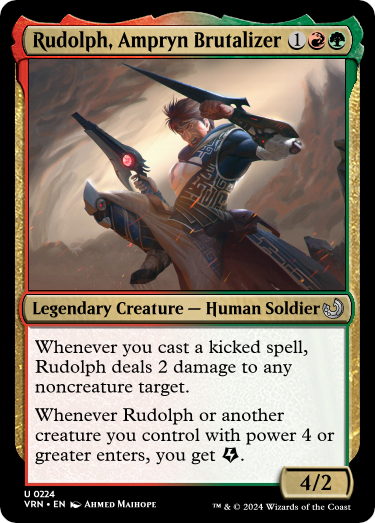 Rudolph, Ampryn Brutalizer 1
Legendary Creature — Human Soldier
Whenever you cast a kicked spell,
Rudolph deals 2 damage to any
noncreature target.
Whenever Rudolph or another
creature you control with power 4 or
greater enters, you get .
4/2
U 0224
VRN • EN Ahmed Maihope
™ & © 2024 Wizards of the Coast